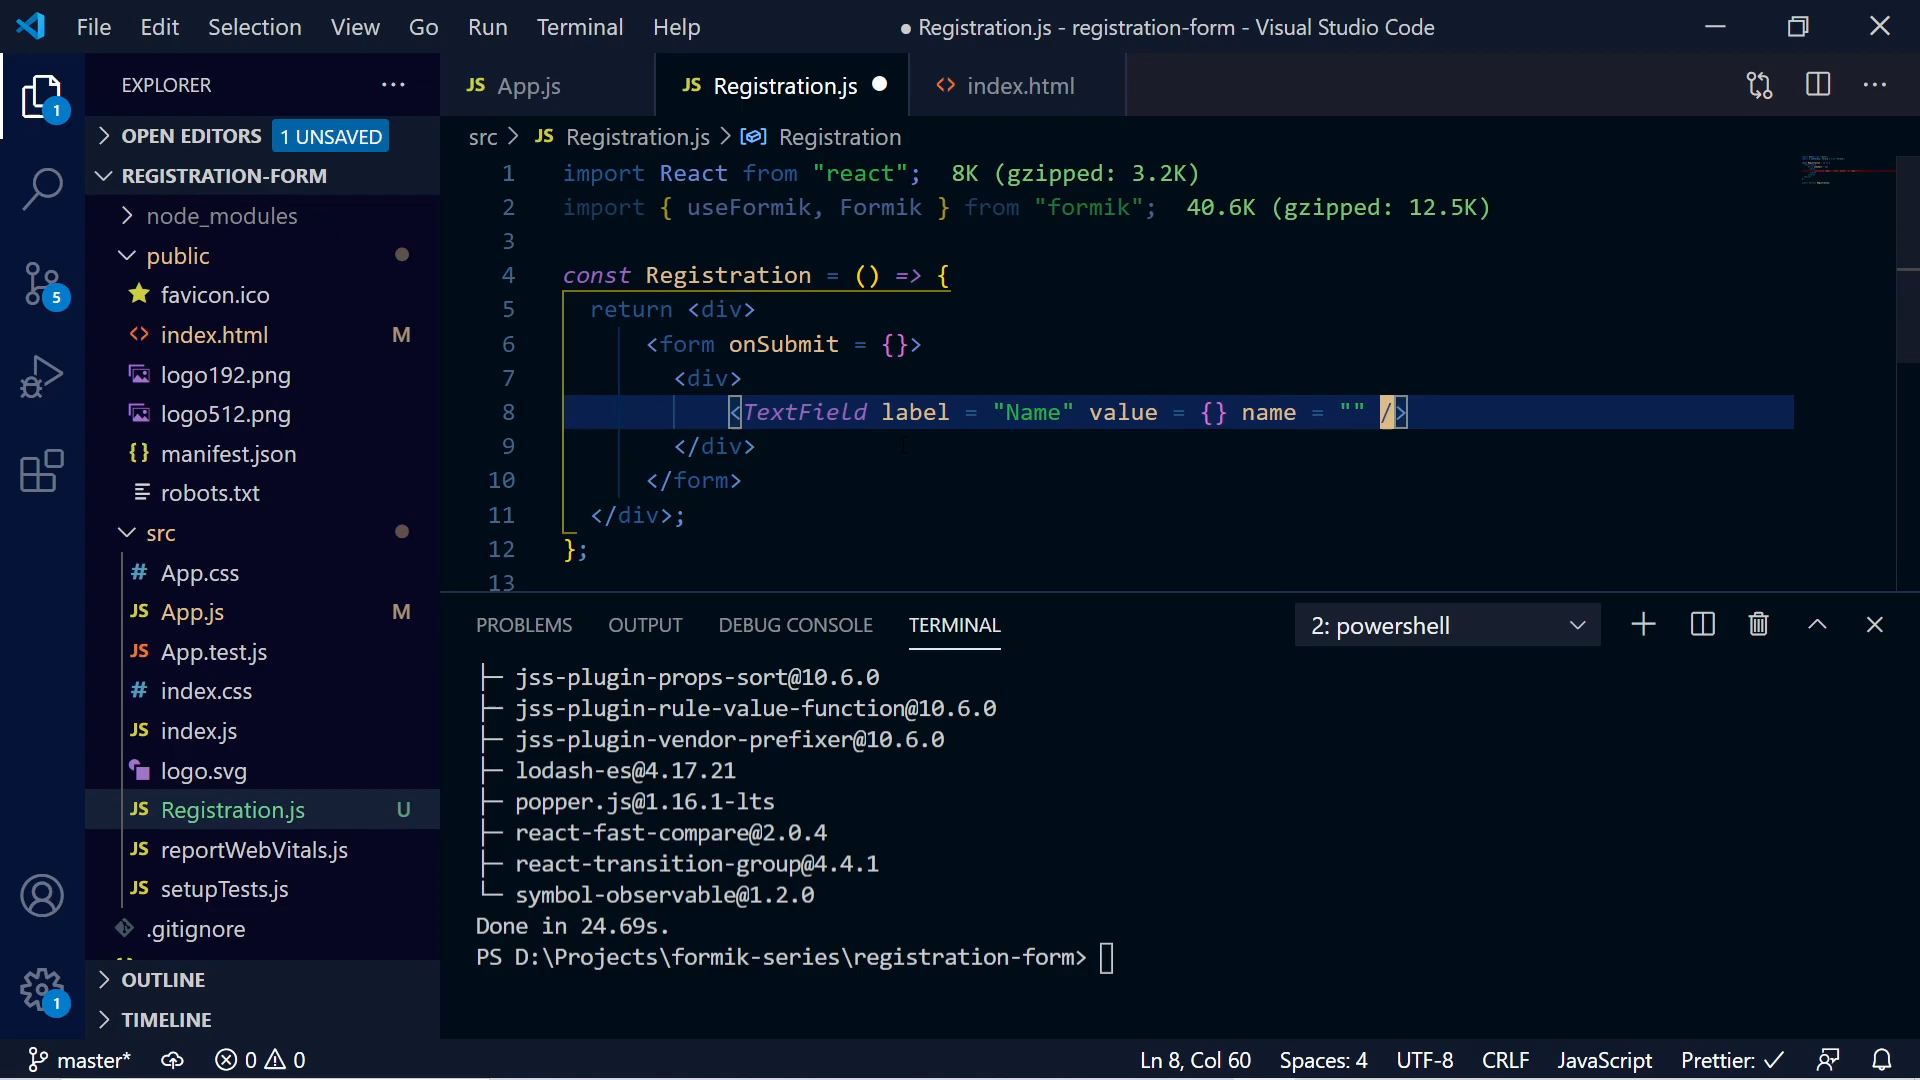 File Edit Selection View Go Run Terminal Help
● Registration.js - registration-form - Visual Studio Code
EXPLORER
OPEN EDITORS 1 UNSAVED
REGISTRATION-FORM
node_modules
public
favicon.ico
index.html M
logo192.png
logo512.png
manifest.json
robots.txt
src
App.css
App.js M
App.test.js
index.css
index.js
logo.svg
Registration.js U
reportWebVitals.js
setupTests.js
.gitignore
OUTLINE
TIMELINE
1
5
1
JS App.js
JS Registration.js ●
<> index.html
src > JS Registration.js > Registration
1 import React from "react"; 8K (gzipped: 3.2K)
2 import { useFormik, Formik } from "formik"; 40.6K (gzipped: 12.5K)
3
4 const Registration = () => {
5 return <div>
6 <form onSubmit = {}>
7 <div>
8 <TextField label = "Name" value = {} name = "" />
9 </div>
10 </form>
11 </div>;
12 };
13
PROBLEMS OUTPUT DEBUG CONSOLE TERMINAL 2: powershell
├─ jss-plugin-props-sort@10.6.0
├─ jss-plugin-rule-value-function@10.6.0
├─ jss-plugin-vendor-prefixer@10.6.0
├─ lodash-es@4.17.21
├─ popper.js@1.16.1-lts
├─ react-fast-compare@2.0.4
├─ react-transition-group@4.4.1
└─ symbol-observable@1.2.0
Done in 24.69s.
PS D:\Projects\formik-series\registration-form>
master* 0 0 Ln 8, Col 60 Spaces: 4 UTF-8 CRLF JavaScript Prettier: ✓